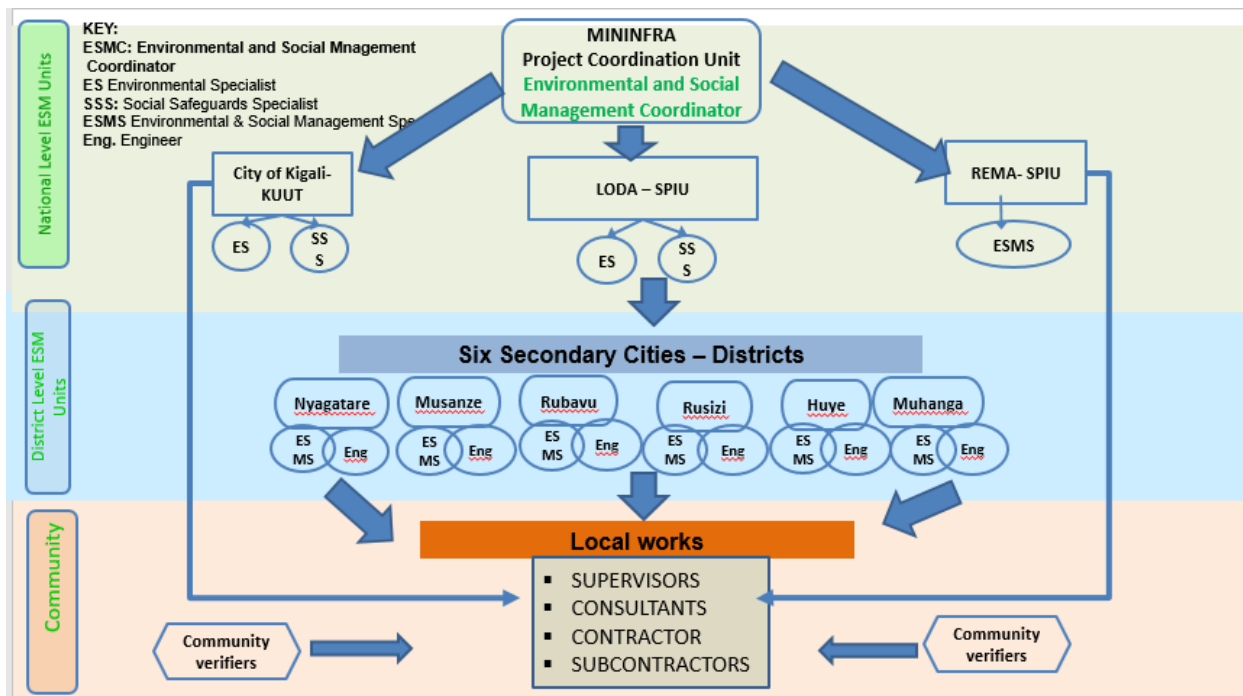 National Level ESM Units
KEY:
ESMC: Environmental and Social Mnagement
Coordinator
ES Environmental Specialist
SSS: Social Safeguards Specialist
ESMS Environmental & Social Management Spe
Eng. Engineer
MININFRA
Project Coordination Unit
Environmental and Social
Management Coordinator
City of Kigali-
KUUT
LODA – SPIU
REMA- SPIU
ES
SS
S
ES
SS
S
ESMS
District Level ESM
Units
Six Secondary Cities – Districts
Nyagatare
Musanze
Rubavu
Rusizi
Huye
Muhanga
ES
MS
Eng
ES
MS
Eng
ES
MS
Eng
ES
MS
Eng
ES
MS
Eng
ES
MS
Eng
Community
Local works
▪ SUPERVISORS
▪ CONSULTANTS
▪ CONTRACTOR
▪ SUBCONTRACTORS
Community
verifiers
Community
verifiers